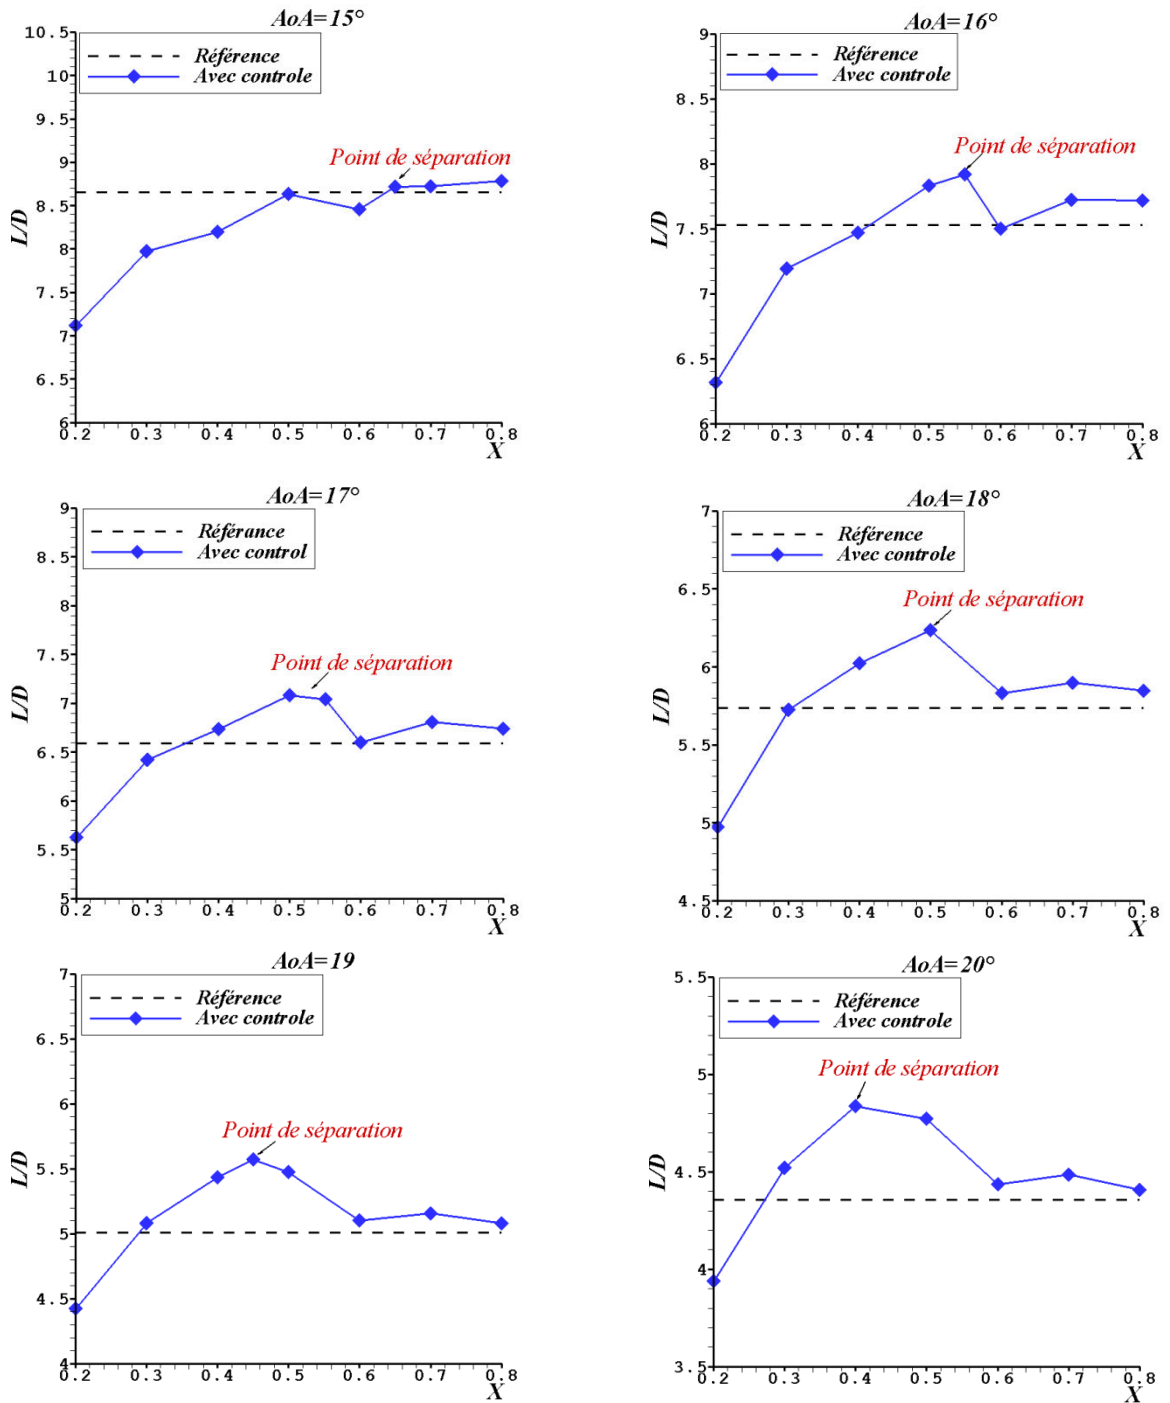 AoA=15°
Référence
Avec controle
Point de séparation
10.5
10
9.5
9
8.5
8
7.5
7
6.5
6
L/D
0.2 0.3 0.4 0.5 0.6 0.7 0.8
X
AoA=16°
Référence
Avec controle
Point de séparation
9
8.5
8
7.5
7
6.5
6
L/D
0.2 0.3 0.4 0.5 0.6 0.7 0.8
X
AoA=17°
Référance
Avec control
Point de séparation
9
8.5
8
7.5
7
6.5
6
5.5
5
L/D
0.2 0.3 0.4 0.5 0.6 0.7 0.8
X
AoA=18°
Référence
Avec controle
Point de séparation
7
6.5
6
5.5
5
4.5
L/D
0.2 0.3 0.4 0.5 0.6 0.7 0.8
X
AoA=19
Référence
Avec controle
Point de séparation
7
6.5
6
5.5
5
4.5
4
L/D
0.2 0.3 0.4 0.5 0.6 0.7 0.8
X
AoA=20°
Référence
Avec controle
Point de séparation
5.5
5
4.5
4
3.5
L/D
0.2 0.3 0.4 0.5 0.6 0.7 0.8
X